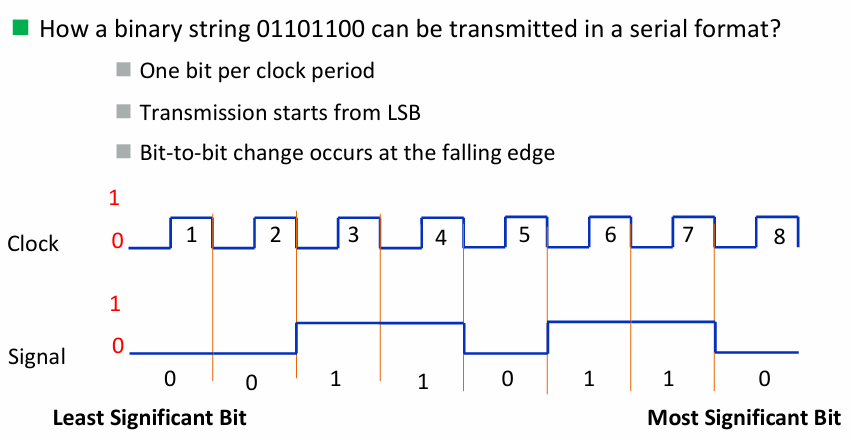 How a binary string 01101100 can be transmitted in a serial format?
One bit per clock period
Transmission starts from LSB
Bit-to-bit change occurs at the falling edge
1
Clock 0 1 2 3 4 5 6 7 8
1
Signal 0
0 0 1 1 0 1 1 0
Least Significant Bit Most Significant Bit